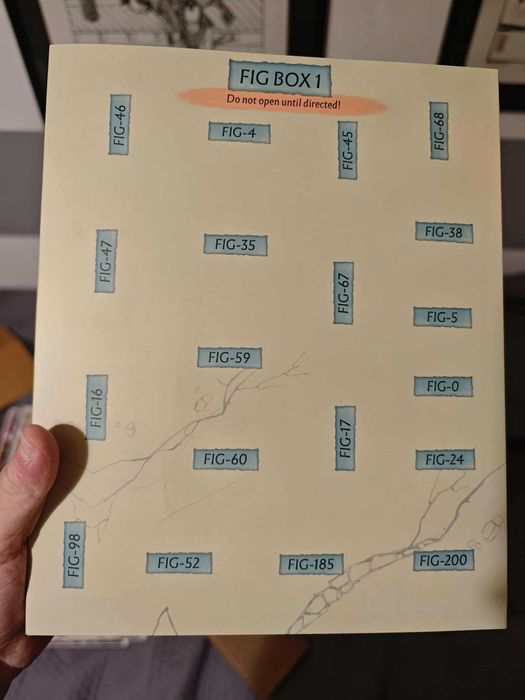 FIG BOX 1
Do not open until directed!
FIG-46
FIG-4
FIG-45
FIG-68
FIG-47
FIG-35
FIG-67
FIG-38
FIG-5
FIG-59
FIG-0
FIG-16
FIG-17
FIG-60
FIG-24
FIG-98
FIG-52
FIG-185
FIG-200